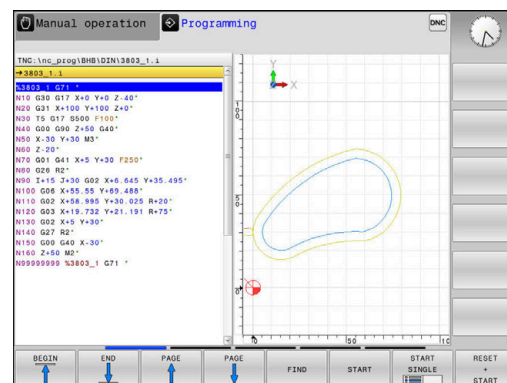 Manual operation
Programming
DNC
TNC:\nc_prog\BHB\DIN\3803_1.i
→3803_1.i
%3803_1 G71 *
N10 G30 G17 X+0 Y+0 Z-40*
N20 G31 X+100 Y+100 Z+0*
N30 T5 G17 S500 F100*
N40 G00 G90 Z+50 G40*
N50 X-30 Y+30 M3*
N60 Z-20*
N70 G01 G41 X+5 Y+30 F250*
N80 G26 R2*
N90 I+15 J+30 G02 X+6.645 Y+35.495*
N100 G06 X+55.55 Y+69.488*
N110 G02 X+58.995 Y+30.025 R+20*
N120 G03 X+19.732 Y+21.191 R+75*
N130 G02 X+5 Y+30*
N140 G27 R2*
N150 G00 G40 X-30*
N160 Z+50 M2*
N99999999 %3803_1 G71 *
Y
X
100
50
0
0
50
10
BEGIN
END
PAGE
PAGE
FIND
START
START
SINGLE
RESET
+
START